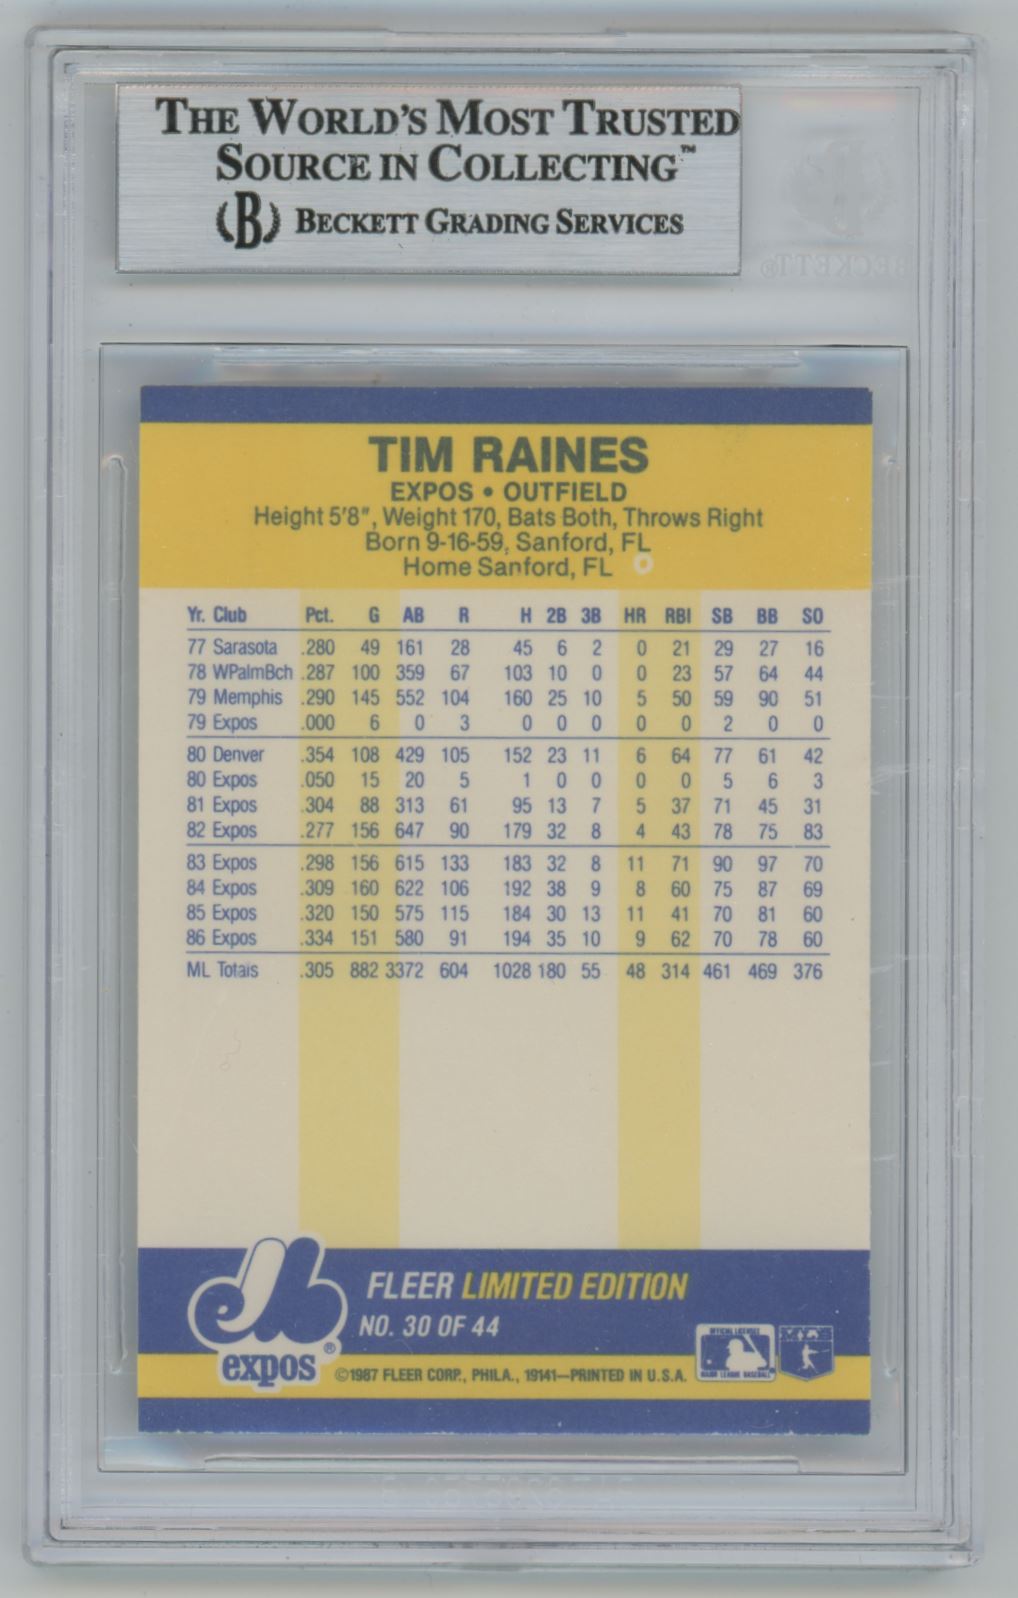 THE WORLD'S MOST TRUSTED
SOURCE IN COLLECTING™
B BECKETT GRADING SERVICES
BECKETT®
TIM RAINES
EXPOS • OUTFIELD
Height 5'8", Weight 170, Bats Both, Throws Right
Born 9-16-59, Sanford, FL
Home Sanford, FL
Yr. Club Pct. G AB R H 2B 3B HR RBI SB BB SO
77 Sarasota .280 49 161 28 45 6 2 0 21 29 27 16
78 WPalmBch .287 100 359 67 103 10 0 0 23 57 64 44
79 Memphis .290 145 552 104 160 25 10 5 50 59 90 51
79 Expos .000 6 0 3 0 0 0 0 0 2 0 0
80 Denver .354 108 429 105 152 23 11 6 64 77 61 42
80 Expos .050 15 20 5 1 0 0 0 0 5 6 3
81 Expos .304 88 313 61 95 13 7 5 37 71 45 31
82 Expos .277 156 647 90 179 32 8 4 43 78 75 83
83 Expos .298 156 615 133 183 32 8 11 71 90 97 70
84 Expos .309 160 622 106 192 38 9 8 60 75 87 69
85 Expos .320 150 575 115 184 30 13 11 41 70 81 60
86 Expos .334 151 580 91 194 35 10 9 62 70 78 60
ML Totals .305 882 3372 604 1028 180 55 48 314 461 469 376
FLEER LIMITED EDITION
NO. 30 OF 44
expos®
©1987 FLEER CORP., PHILA., 19141—PRINTED IN U.S.A.
OFFICIAL LICENSEE
MAJOR LEAGUE BASEBALL